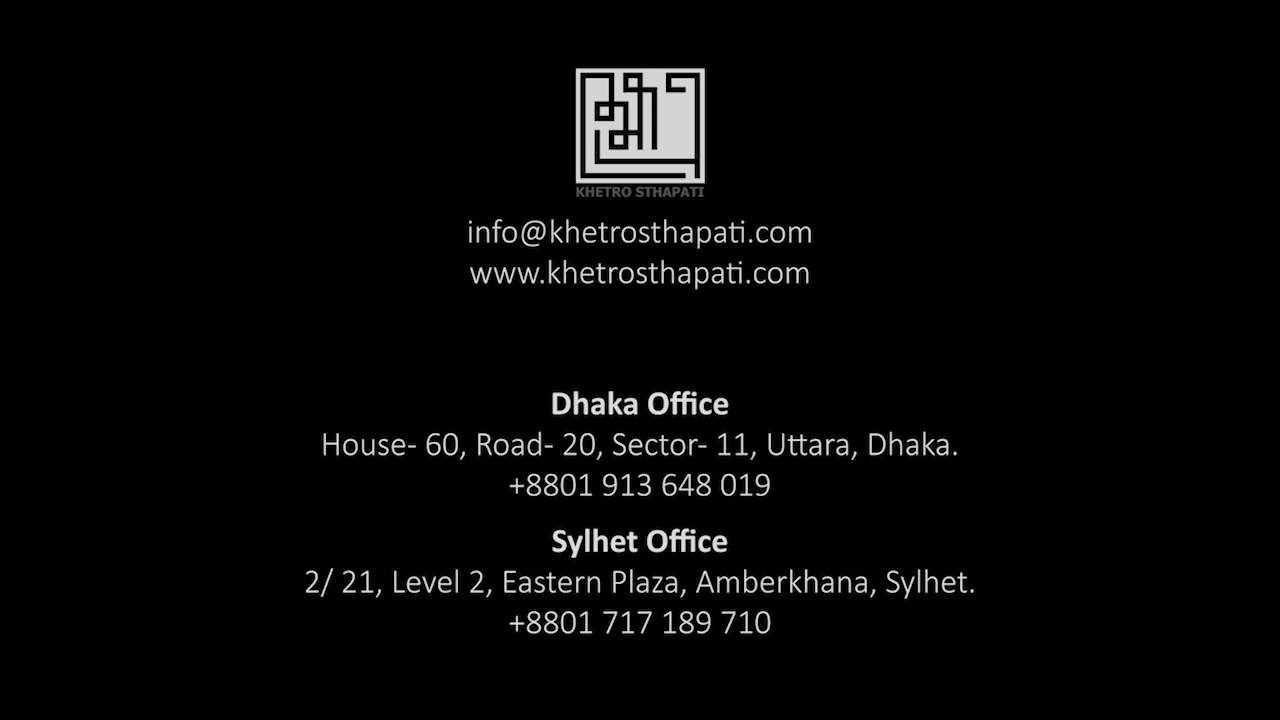 KHETRO STHAPATI
info@khetrosthapati.com
www.khetrosthapati.com
Dhaka Office
House- 60, Road- 20, Sector- 11, Uttara, Dhaka.
+8801 913 648 019
Sylhet Office
2/ 21, Level 2, Eastern Plaza, Amberkhana, Sylhet.
+8801 717 189 710